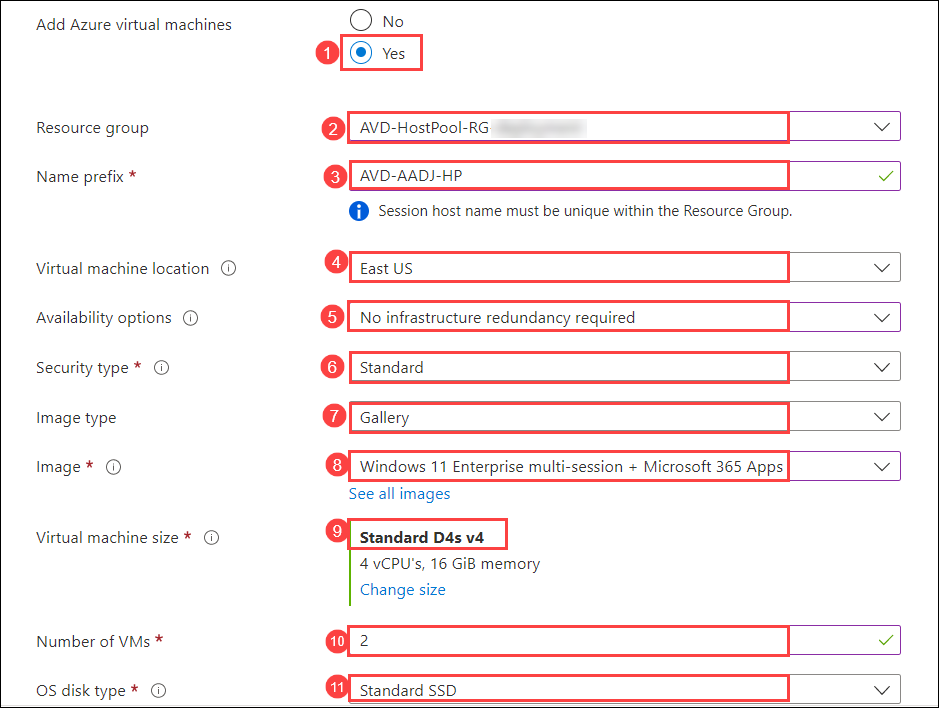 Add Azure virtual machines
No
1 Yes
Resource group 2 AVD-HostPool-RG-
Name prefix * 3 AVD-AADJ-HP
Session host name must be unique within the Resource Group.
Virtual machine location 4 East US
Availability options 5 No infrastructure redundancy required
Security type * 6 Standard
Image type 7 Gallery
Image * 8 Windows 11 Enterprise multi-session + Microsoft 365 Apps
See all images
Virtual machine size * 9 Standard D4s v4
4 vCPU's, 16 GiB memory
Change size
Number of VMs * 10 2
OS disk type * 11 Standard SSD